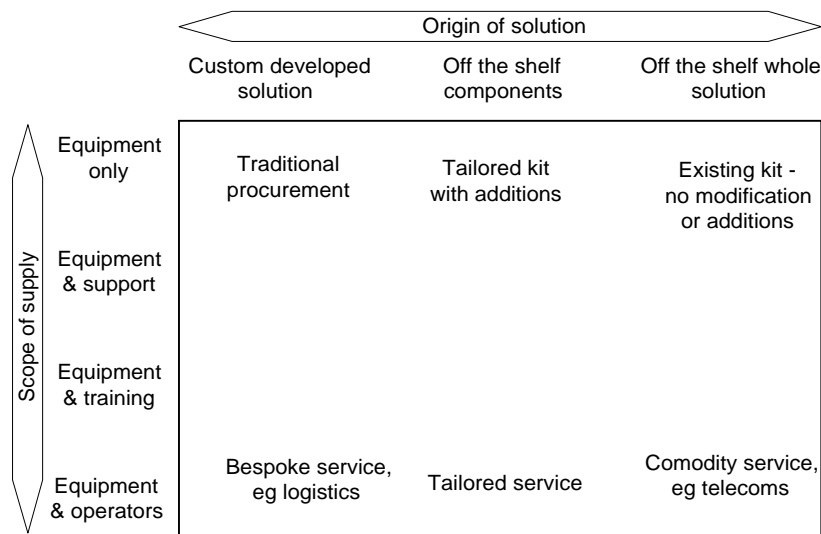 Origin of solution
Custom developed
solution
Off the shelf
components
Off the shelf whole
solution
Scope of supply
Equipment
only
Traditional
procurement
Tailored kit
with additions
Existing kit -
no modification
or additions
Equipment
& support
Equipment
& training
Equipment
& operators
Bespoke service,
eg logistics
Tailored service
Comodity service,
eg telecoms